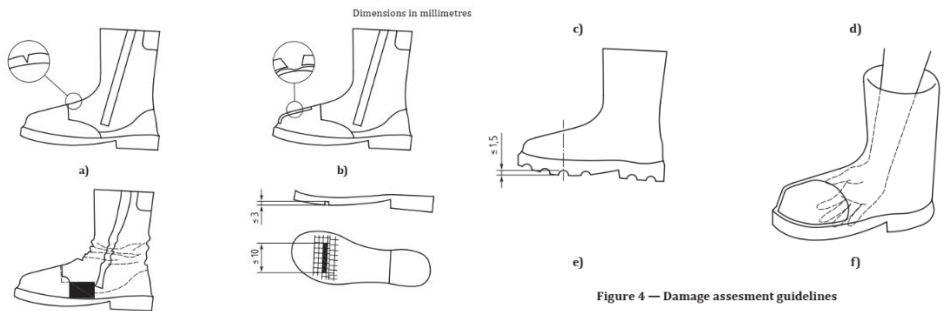 Dimensions in millimetres
a)
b)
c)
d)
≤ 1,5
≤ 3
≤ 10
e)
f)
Figure 4 — Damage assesment guidelines